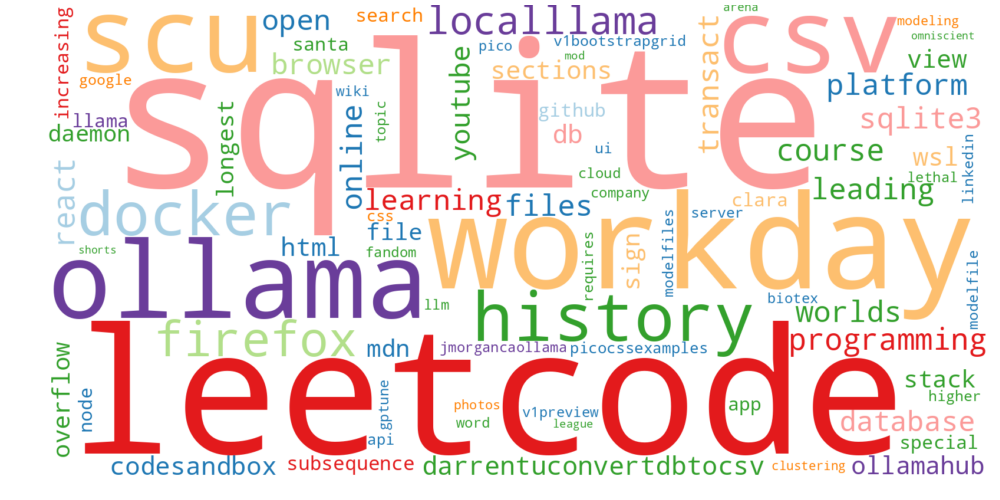 increasing
scu
open
search
localllama
arena
csv
modeling
omniscient
santa
browser
google
pico
v1bootstrapgrid
mod
view
sections
youtube
transact
platform
llama
daemon
longest
wiki
topic
online
sqlite
github
db
ui
sqlite3
course
wsl
react
docker
learning
files
cloud
company
leading
lethal
linkedin
css
file
html
fandom
shorts
ollama
workday
server
clara
requires
sign
modelfiles
llm
history
biotex
worlds
modelfile
firefox
mdn
jmorgancaollama
picocssexamples
programming
overflow
node
leetcode
gptune
api
photos
word
v1preview
league
app
stack
higher
database
special
codesandbox
subsequence
darrentuconvertdbtocsv
clustering
ollamahub